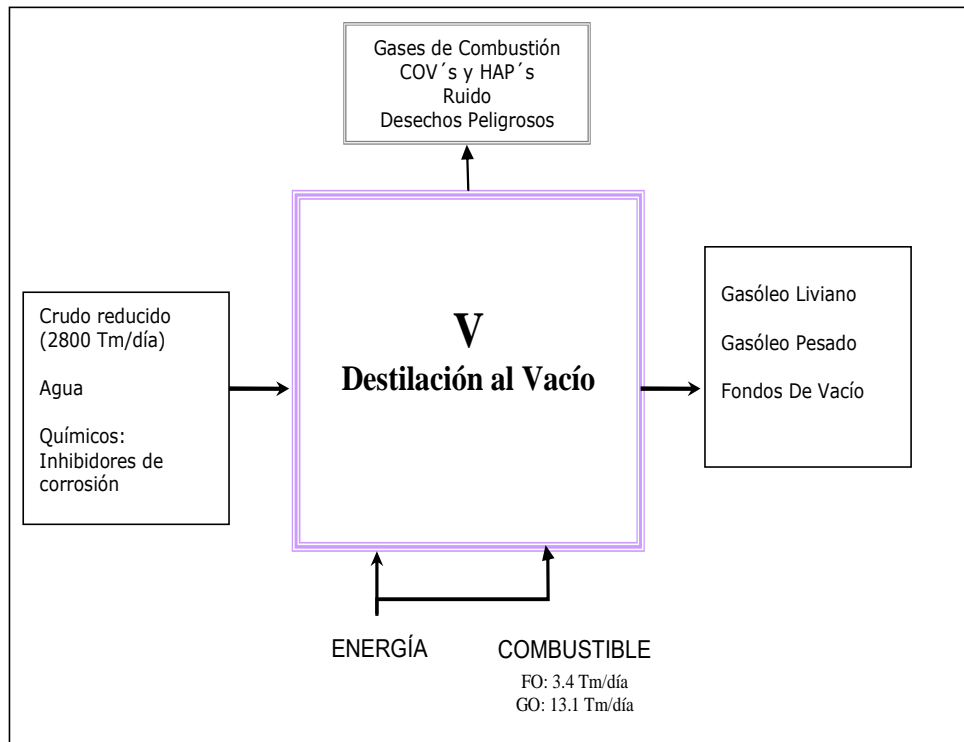 Gases de Combustión
COV´s y HAP´s
Ruido
Desechos Peligrosos
Crudo reducido
(2800 Tm/día)
Agua
Químicos:
Inhibidores de
corrosión
V
Destilación al Vacío
Gasóleo Liviano
Gasóleo Pesado
Fondos De Vacío
ENERGÍA
COMBUSTIBLE
FO: 3.4 Tm/día
GO: 13.1 Tm/día